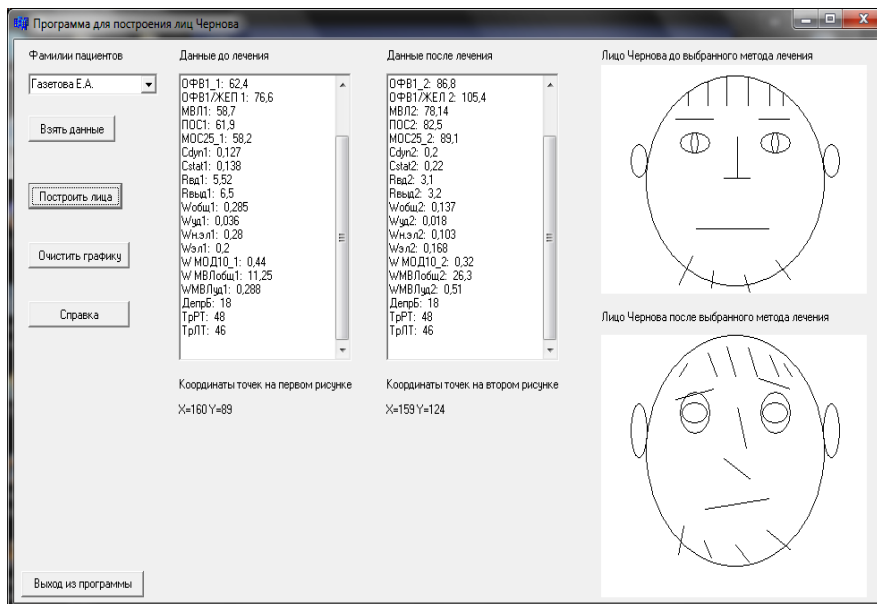 Программа для построения лиц Чернова
Фамилии пациентов
Газетова Е.А.
Взять данные
Построить лица
Очистить графику
Справка
Выход из программы
Данные до лечения
ОФВ1_1: 62,4
ОФВ1/ЖЕЛ 1: 76,6
МВЛ1: 58,7
ПОС1: 61,9
МОС25_1: 58,2
Cdyn1: 0,127
Cstat1: 0,138
Rвд1: 5,52
Rвыд1: 6,5
Wобщ1: 0,285
Wуд1: 0,036
Wн.эл1: 0,28
Wэл1: 0,2
W МОД10_1: 0,44
W МВЛобщ1: 11,25
WМВЛуд1: 0,288
ДепрБ: 18
ТрРТ: 48
ТрЛТ: 46
Координаты точек на первом рисунке
X=160 Y=89
Данные после лечения
ОФВ1_2: 86,8
ОФВ1/ЖЕЛ 2: 105,4
МВЛ2: 78,14
ПОС2: 82,5
МОС25_2: 89,1
Cdyn2: 0,2
Cstat2: 0,22
Rвд2: 3,1
Rвыд2: 3,2
Wобщ2: 0,137
Wуд2: 0,018
Wн.эл2: 0,103
Wэл2: 0,168
W МОД10_2: 0,32
WМВЛобщ2: 26,3
WМВЛуд2: 0,51
ДепрБ: 18
ТрРТ: 48
ТрЛТ: 46
Координаты точек на втором рисунке
X=159 Y=124
Лицо Чернова до выбранного метода лечения
Лицо Чернова после выбранного метода лечения